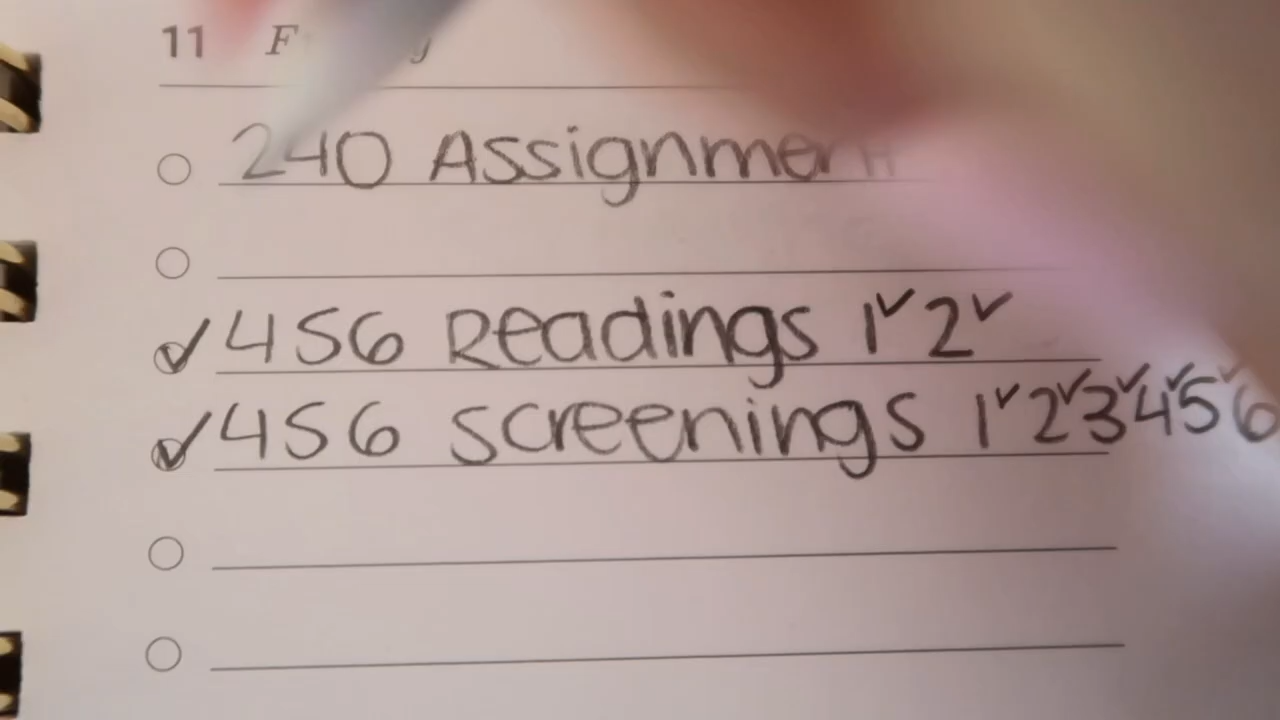 11
240 Assignment
✓ 456 Readings 1✓ 2✓
✓ 456 screenings 1✓ 2✓ 3✓ 4✓ 5✓ 6